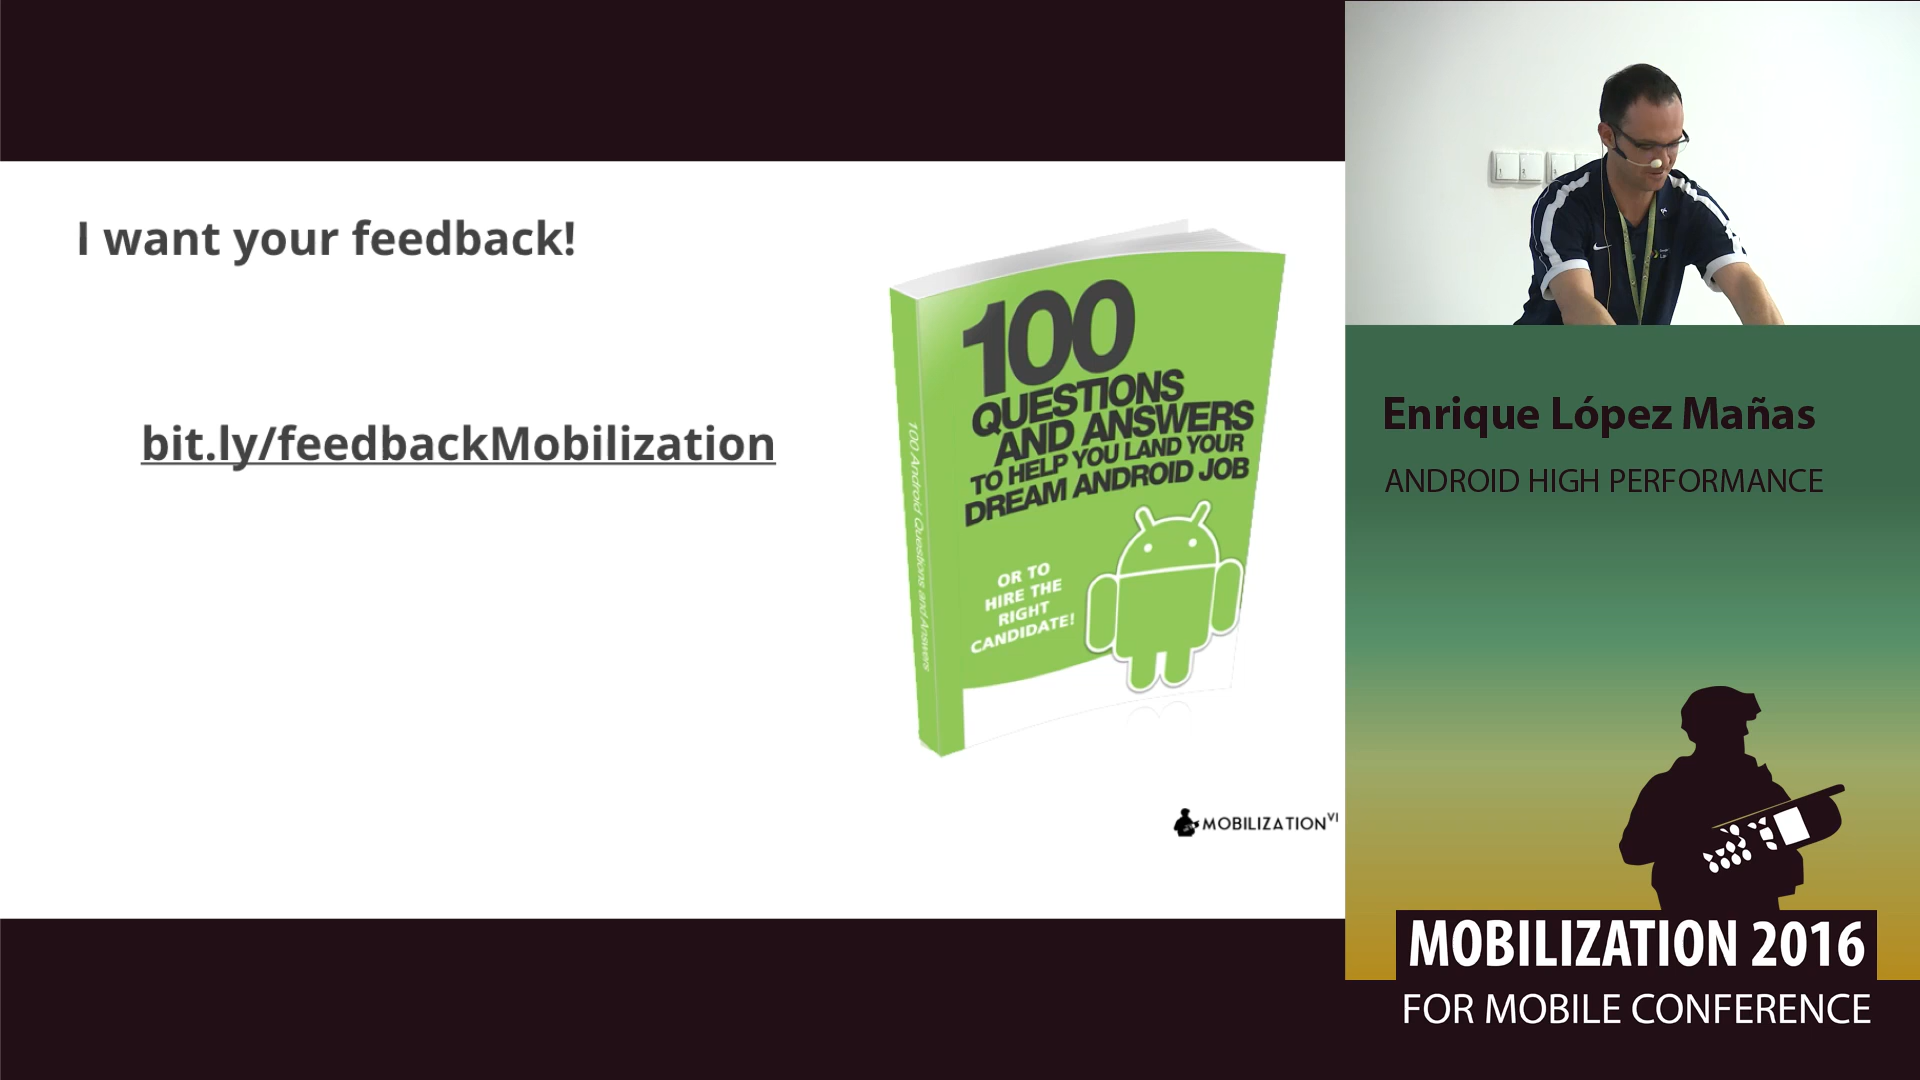 I want your feedback!
bit.ly/feedbackMobilization
100
QUESTIONS
AND ANSWERS
TO HELP YOU LAND YOUR
DREAM ANDROID JOB
OR TO
HIRE THE
RIGHT
CANDIDATE!
100 Android Questions and Answers
MOBILIZATION VI
Enrique López Mañas
ANDROID HIGH PERFORMANCE
MOBILIZATION 2016
FOR MOBILE CONFERENCE